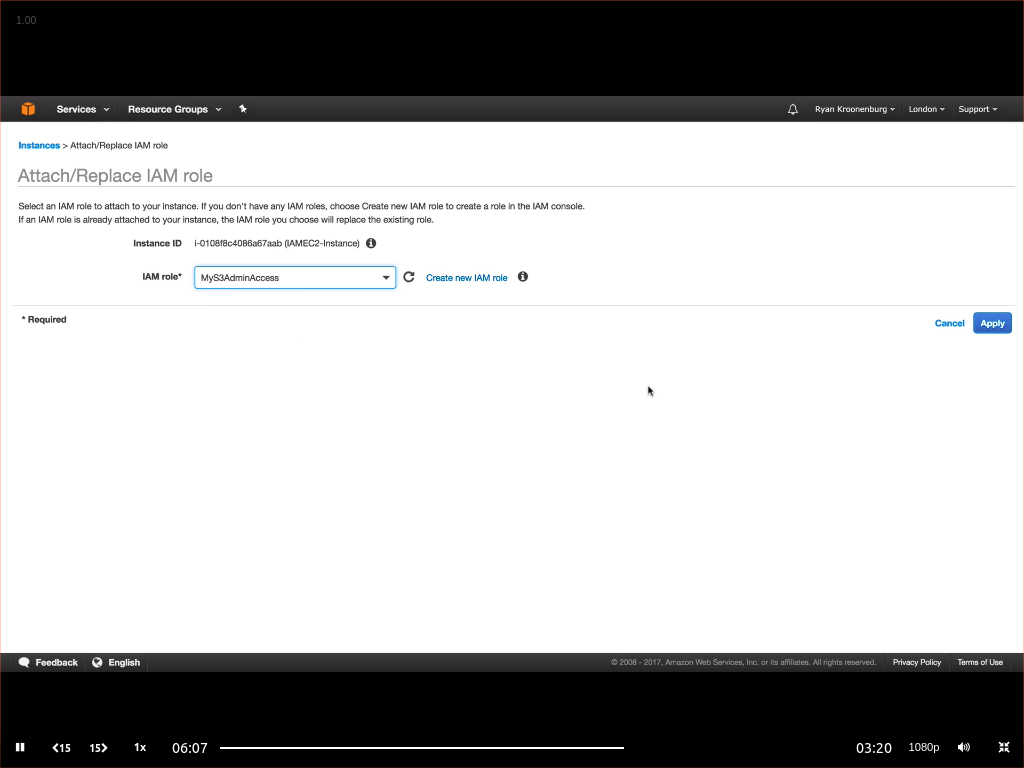 1.00
Services Resource Groups Ryan Kroonenburg London Support
Instances > Attach/Replace IAM role
Attach/Replace IAM role
Select an IAM role to attach to your instance. If you don't have any IAM roles, choose Create new IAM role to create a role in the IAM console.
If an IAM role is already attached to your instance, the IAM role you choose will replace the existing role.
Instance ID i-0108f8c4086a67aab (IAMEC2-Instance)
IAM role* MyS3AdminAccess Create new IAM role
* Required
Cancel Apply
Feedback English © 2008 - 2017, Amazon Web Services, Inc. or its affiliates. All rights reserved. Privacy Policy Terms of Use
15 15 1x 06:07 03:20 1080p